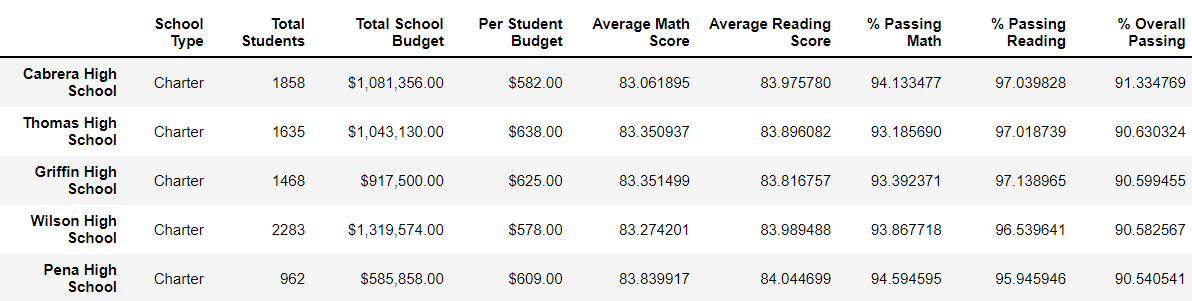 School Type Total Students Total School Budget Per Student Budget Average Math Score Average Reading Score % Passing Math % Passing Reading % Overall Passing
Cabrera High School Charter 1858 $1,081,356.00 $582.00 83.061895 83.975780 94.133477 97.039828 91.334769
Thomas High School Charter 1635 $1,043,130.00 $638.00 83.350937 83.896082 93.185690 97.018739 90.630324
Griffin High School Charter 1468 $917,500.00 $625.00 83.351499 83.816757 93.392371 97.138965 90.599455
Wilson High School Charter 2283 $1,319,574.00 $578.00 83.274201 83.989488 93.867718 96.539641 90.582567
Pena High School Charter 962 $585,858.00 $609.00 83.839917 84.044699 94.594595 95.945946 90.540541